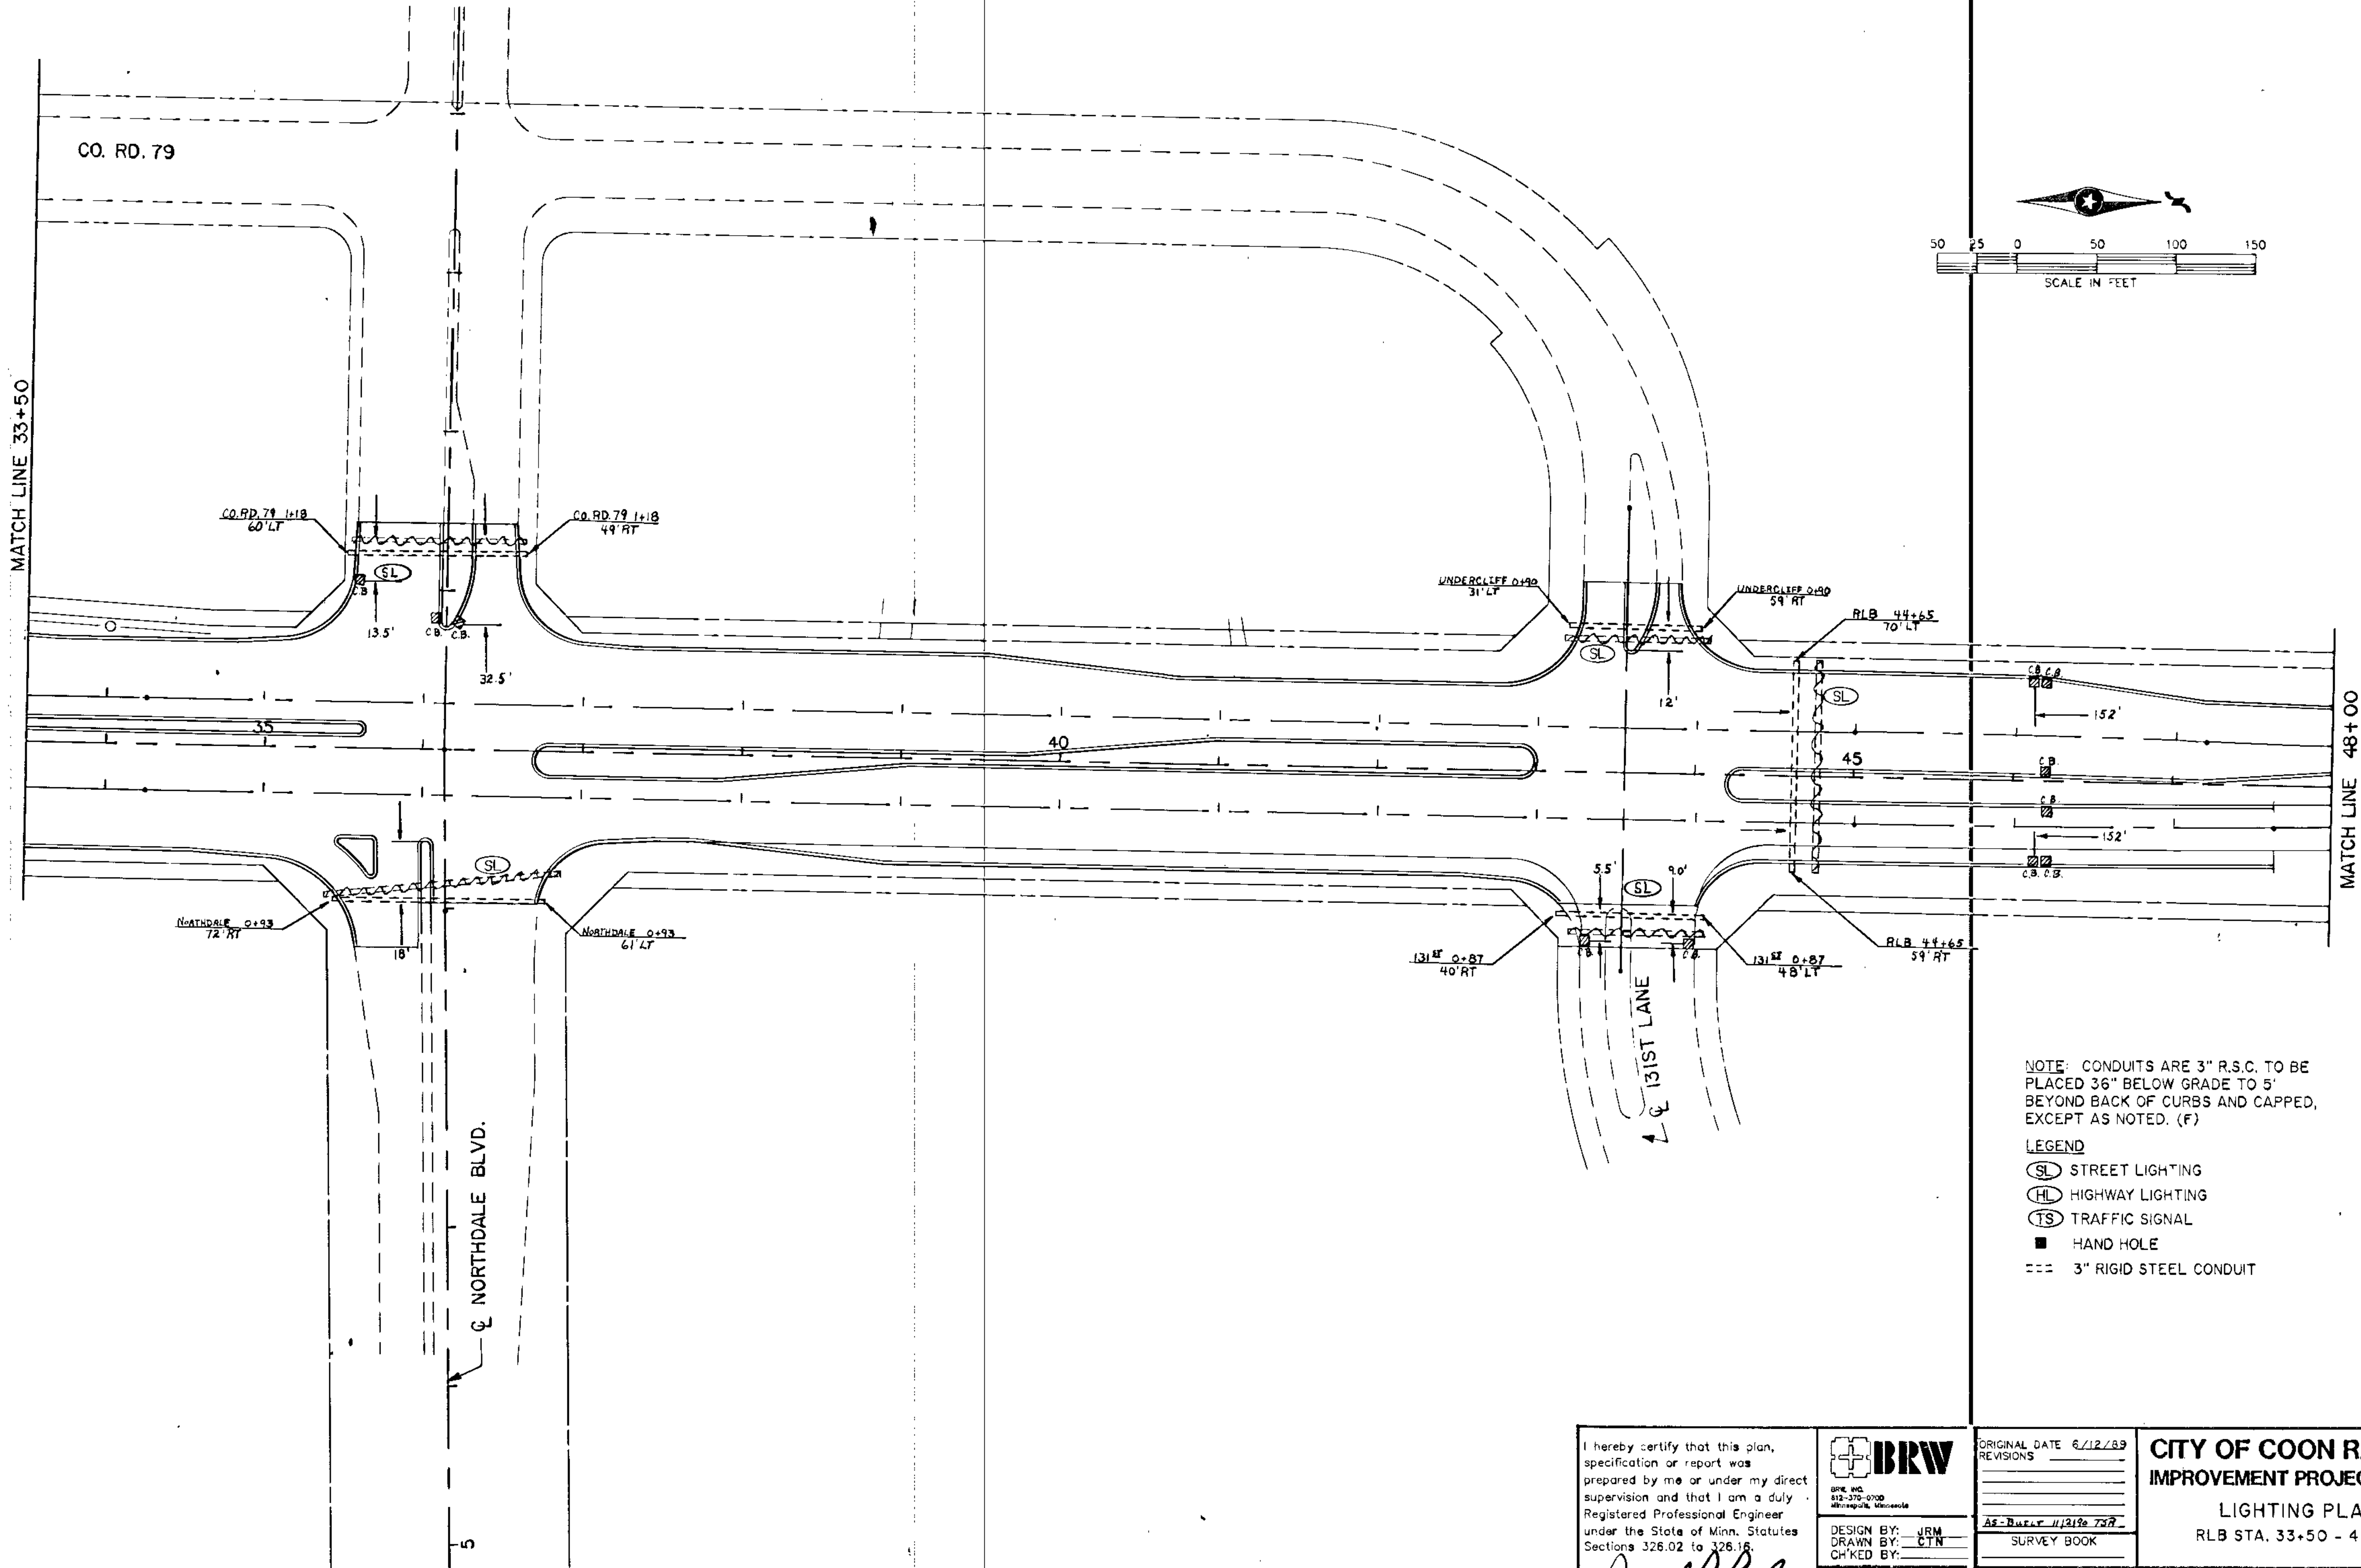 CO. RD. 79
MATCH LINE 33+50
50 25 0 50 100 150
SCALE IN FEET
CO. RD. 79 1+18
60' LT
CO. RD. 79 1+18
49' RT
SL
C.B.
13.5'
C.B. C.B.
32.5'
UNDERCLIFF 0+90
31' LT
UNDERCLIFF 0+90
59' RT
SL
12'
RLB 44+65
70' LT
SL
C.B. C.B.
152'
35
40
45
C.B.
C.B.
152'
C.B. C.B.
MATCH LINE 48+00
SL
NORTHDALE 0+93
72' RT
18'
NORTHDALE 0+93
61' LT
5.5'
9.0'
SL
131ST 0+87
40' RT
C.B.
C.B.
131ST 0+87
48' LT
RLB 44+65
59' RT
℄ 131ST LANE
℄ NORTHDALE BLVD.
5
NOTE: CONDUITS ARE 3" R.S.C. TO BE
PLACED 36" BELOW GRADE TO 5'
BEYOND BACK OF CURBS AND CAPPED,
EXCEPT AS NOTED. (F)
LEGEND
SL STREET LIGHTING
HL HIGHWAY LIGHTING
TS TRAFFIC SIGNAL
HAND HOLE
3" RIGID STEEL CONDUIT
I hereby certify that this plan,
specification or report was
prepared by me or under my direct
supervision and that I am a duly
Registered Professional Engineer
under the State of Minn. Statutes
Sections 326.02 to 326.16.
BRW
BRW, INC.
612-370-0700
Minneapolis, Minnesota
DESIGN BY: JRM
DRAWN BY: CTN
CH'KED BY:
ORIGINAL DATE 6/12/89
REVISIONS
AS-BUILT 11/21/90 TJR
SURVEY BOOK
CITY OF COON R
IMPROVEMENT PROJEC
LIGHTING PLA
RLB STA. 33+50 - 4